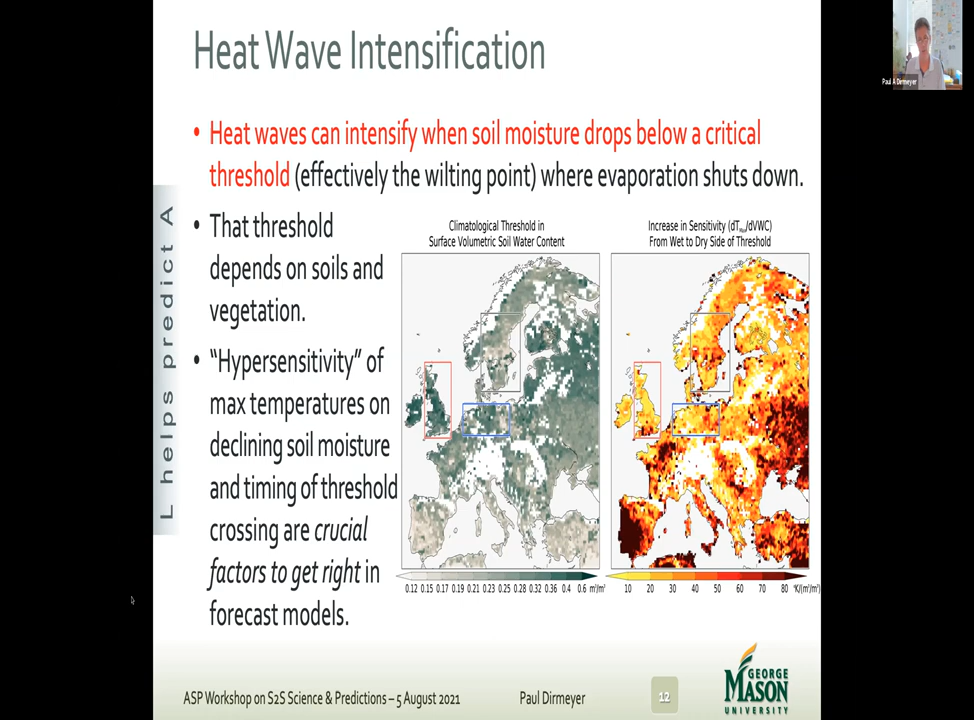 Heat Wave Intensification
Paul A Dirmeyer
• Heat waves can intensify when soil moisture drops below a critical
threshold (effectively the wilting point) where evaporation shuts down.
L helps predict A
• That threshold
depends on soils and
vegetation.
• “Hypersensitivity” of
max temperatures on
declining soil moisture
and timing of threshold
crossing are crucial
factors to get right in
forecast models.
Climatological Threshold in
Surface Volumetric Soil Water Content
0.12 0.15 0.17 0.19 0.21 0.23 0.25 0.28 0.32 0.36 0.4 0.6 m³/m³
Increase in Sensitivity (dTₘₐₓ/dVWC)
From Wet to Dry Side of Threshold
10 20 30 40 50 60 70 80 °K/(m³/m³)
ASP Workshop on S2S Science & Predictions – 5 August 2021
Paul Dirmeyer
12
GEORGE
MASON
UNIVERSITY